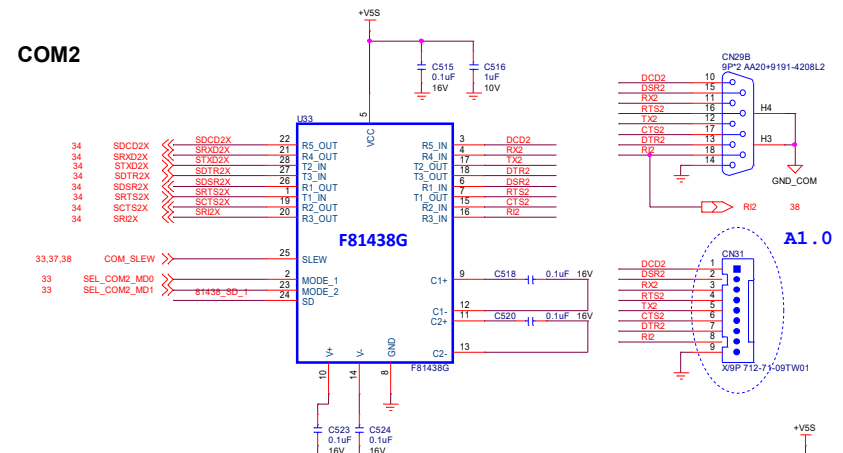 +V5S
COM2
C515
0.1uF
16V
C516
1uF
10V
CN29B
9P*2 AA20+9191-4208L2
DCD2 10
DSR2 15
RX2 11
RTS2 16
TX2 12
CTS2 17
DTR2 13
RI2 18
14
H4
H3
GND_COM
RI2 38
A1.0
U33
5
VCC
34 SDCD2X SDCD2X 22 R5_OUT
34 SRXD2X SRXD2X 21 R4_OUT
34 STXD2X STXD2X 28 T2_IN
34 SDTR2X SDTR2X 27 T3_IN
34 SDSR2X SDSR2X 26 R1_OUT
34 SRTS2X SRTS2X 1 T1_IN
34 SCTS2X SCTS2X 19 R2_OUT
34 SRI2X SRI2X 20 R3_OUT
R5_IN 3 DCD2
R4_IN 4 RX2
T2_OUT 17 TX2
T3_OUT 18 DTR2
R1_IN 6 DSR2
T1_OUT 7 RTS2
R2_IN 15 CTS2
R3_IN 16 RI2
F81438G
33,37,38 COM_SLEW 25 SLEW
33 SEL_COM2_MD0 2 MODE_1
33 SEL_COM2_MD1 23 MODE_2
81438_SD_1 24 SD
C1+ 9 C518 0.1uF 16V
C1- 12
C2+ 11 C520 0.1uF 16V
C2- 13
V+ 10
V- 14
GND 8
F81438G
CN31
DCD2 1
DSR2 2
RX2 3
RTS2 4
TX2 5
CTS2 6
DTR2 7
RI2 8
9
X/9P 712-71-09TW01
C523
0.1uF
16V
C524
0.1uF
16V
+V5S